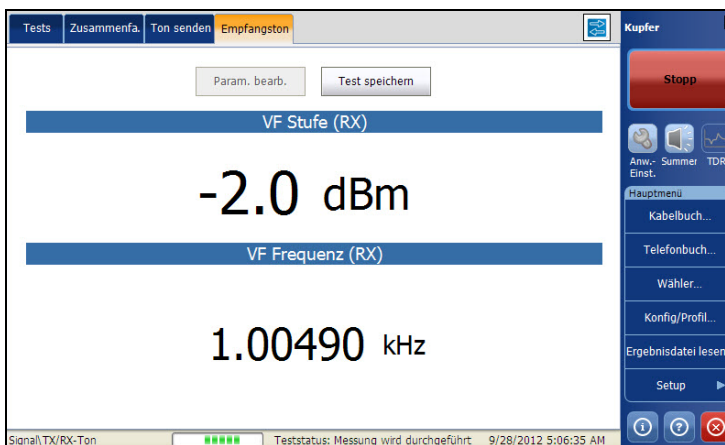 Tests
Zusammenfa.
Ton senden
Empfangston
Kupfer
Param. bearb.
Test speichern
Stopp
VF Stufe (RX)
-2.0 dBm
VF Frequenz (RX)
1.00490 kHz
Anw.-
Einst.
Summer
TDR
Hauptmenü
Kabelbuch...
Telefonbuch...
Wähler...
Konfig/Profil...
Ergebnisdatei lesen
Setup
Signal\TX/RX-Ton
Teststatus: Messung wird durchgeführt
9/28/2012 5:06:35 AM